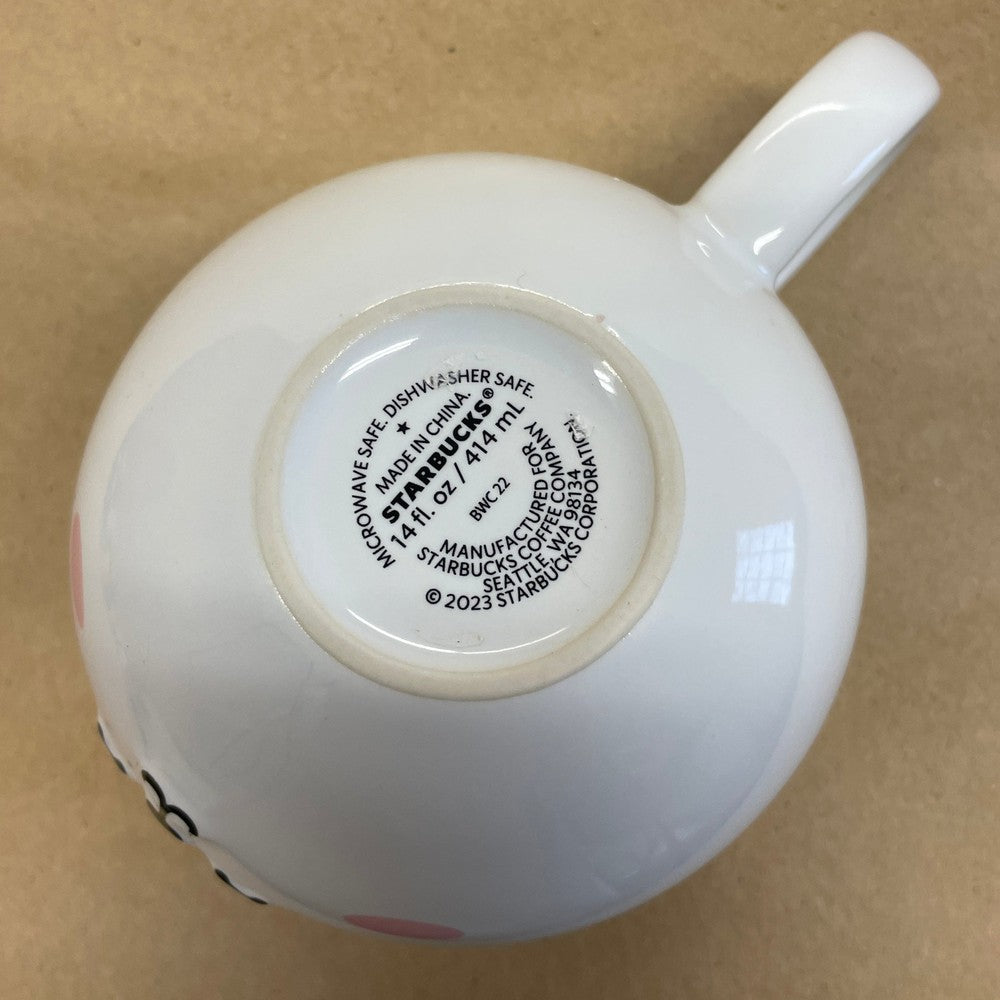 MICROWAVE SAFE. DISHWASHER SAFE.
★
MADE IN CHINA.
STARBUCKS®
14 fl. oz / 414 mL
BWC 22
MANUFACTURED FOR
STARBUCKS COFFEE COMPANY
SEATTLE, WA 98134
© 2023 STARBUCKS CORPORATION.